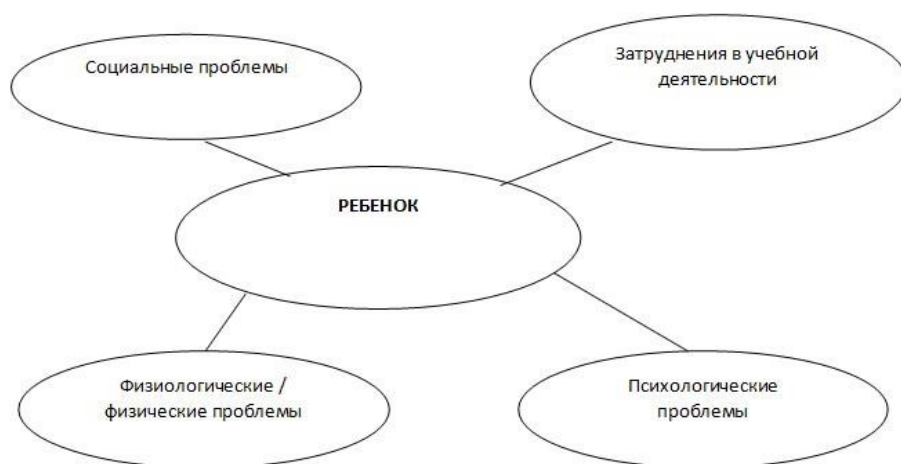 Социальные проблемы
Затруднения в учебной
деятельности
РЕБЕНОК
Физиологические /
физические проблемы
Психологические
проблемы